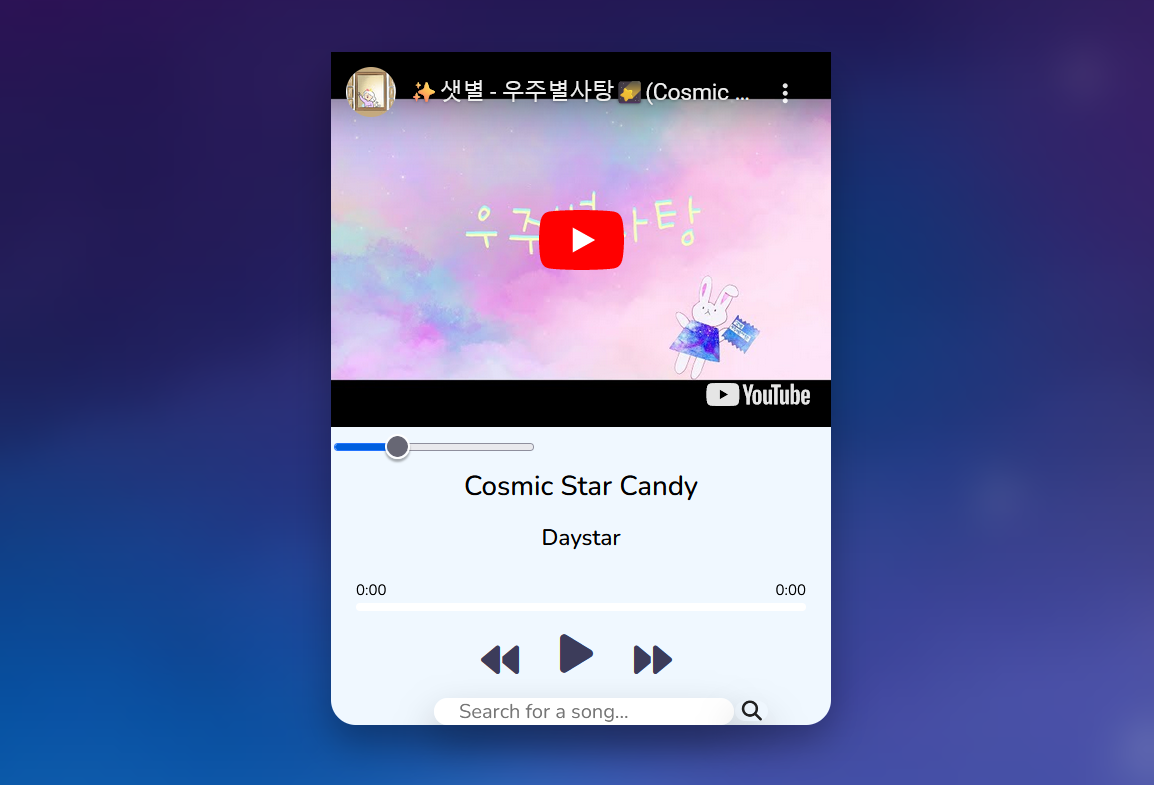 ✨ 샛별 - 우주별사탕🌠 (Cosmic ...
우주별사탕
YouTube
Cosmic Star Candy
Daystar
0:00 0:00
Search for a song...